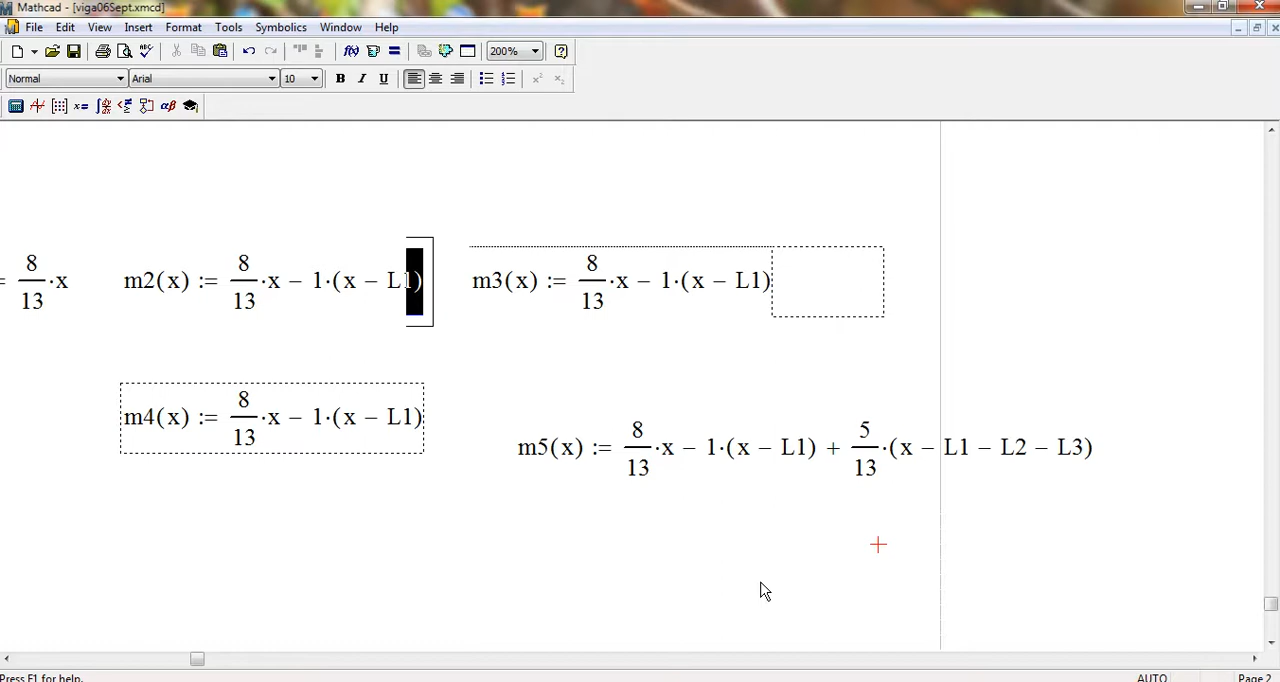 Mathcad - [viga06Sept.xmcd]
File Edit View Insert Format Tools Symbolics Window Help
200%
Normal Arial 10 B I U
= 8/13·x
m2(x) := 8/13·x − 1·(x − L1)
m3(x) := 8/13·x − 1·(x − L1)
m4(x) := 8/13·x − 1·(x − L1)
m5(x) := 8/13·x − 1·(x − L1) + 5/13·(x − L1 − L2 − L3)
Press F1 for help. AUTO Page 2